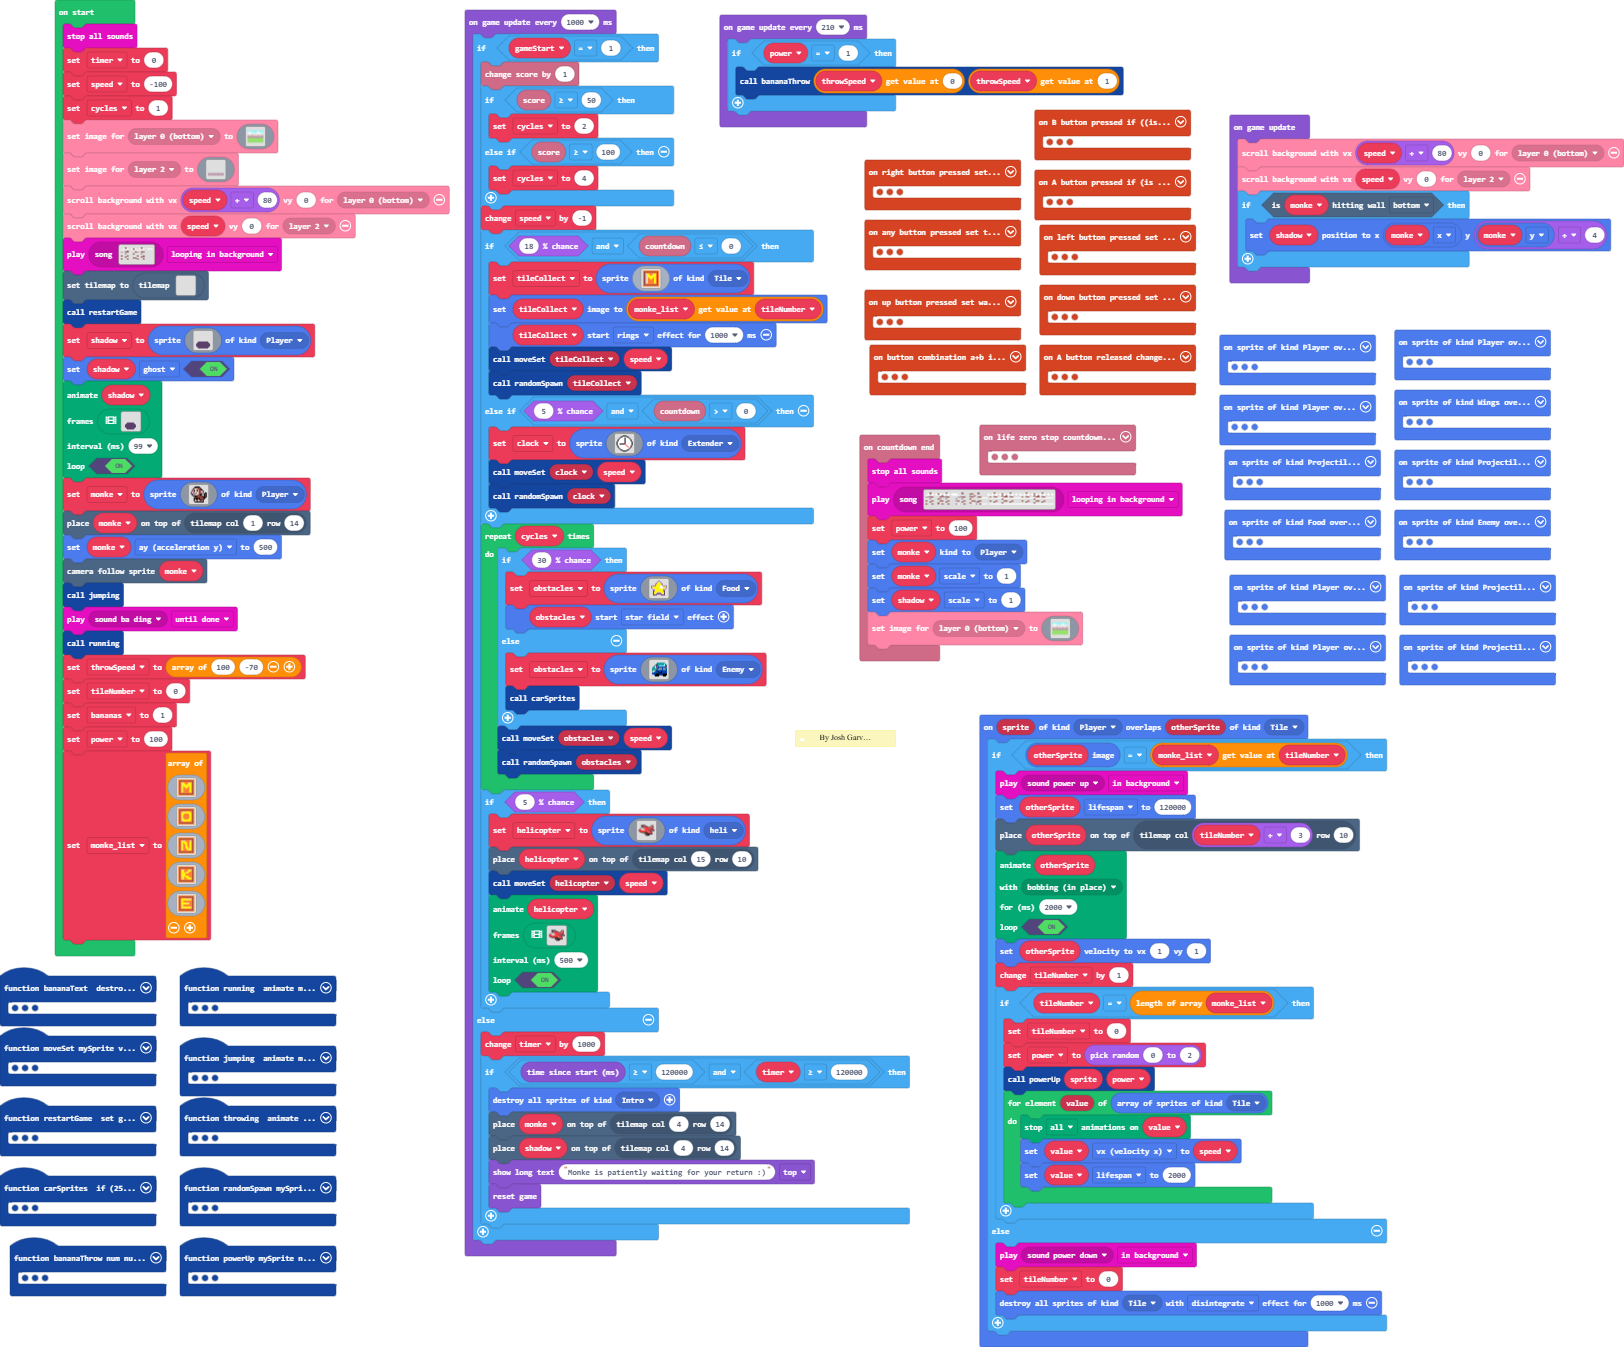 on start
stop all sounds
set timer to 0
set speed to -100
set cycles to 1
set image for layer 0 (bottom) to
set image for layer 2 to
scroll background with vx speed ÷ 80 vy 0 for layer 0 (bottom)
scroll background with vx speed vy 0 for layer 2
play song looping in background
set tilemap to tilemap
call restartGame
set shadow to sprite of kind Player
set shadow ghost ON
animate shadow
frames
interval (ms) 99
loop ON
set monke to sprite of kind Player
place monke on top of tilemap col 1 row 14
set monke ay (acceleration y) to 500
camera follow sprite monke
call jumping
play sound ba ding until done
call running
set throwSpeed to array of 100 -70
set tileNumber to 0
set bananas to 1
set power to 100
set monke_list to array of
M
O
N
K
E
function bananaText destro...
function running animate m...
function moveSet mySprite v...
function jumping animate m...
function restartGame set g...
function throwing animate ...
function carSprites if (25...
function randomSpawn mySpri...
function bananaThrow num nu...
function powerUp mySprite n...
on game update every 1000 ms
if gameStart = 1 then
change score by 1
if score ≥ 50 then
set cycles to 2
else if score ≥ 100 then
set cycles to 4
change speed by -1
if 18 % chance and countdown ≤ 0 then
set tileCollect to sprite M of kind Tile
set tileCollect image to monke_list get value at tileNumber
tileCollect start rings effect for 1000 ms
call moveSet tileCollect speed
call randomSpawn tileCollect
else if 5 % chance and countdown > 0 then
set clock to sprite of kind Extender
call moveSet clock speed
call randomSpawn clock
repeat cycles times
do
if 30 % chance then
set obstacles to sprite of kind Food
obstacles start star field effect
else
set obstacles to sprite of kind Enemy
call carSprites
call moveSet obstacles speed
call randomSpawn obstacles
if 5 % chance then
set helicopter to sprite of kind heli
place helicopter on top of tilemap col 15 row 10
call moveSet helicopter speed
animate helicopter
frames
interval (ms) 500
loop ON
else
change timer by 1000
if time since start (ms) ≥ 120000 and timer ≥ 120000 then
destroy all sprites of kind Intro
place monke on top of tilemap col 4 row 14
place shadow on top of tilemap col 4 row 14
show long text "Monke is patiently waiting for your return :)" top
reset game
on game update every 210 ms
if power = 1 then
call bananaThrow throwSpeed get value at 0 throwSpeed get value at 1
on B button pressed if ((is...
on right button pressed set...
on A button pressed if (is ...
on any button pressed set t...
on left button pressed set ...
on up button pressed set wa...
on down button pressed set ...
on button combination a+b i...
on A button released change...
on game update
scroll background with vx speed ÷ 80 vy 0 for layer 0 (bottom)
scroll background with vx speed vy 0 for layer 2
if is monke hitting wall bottom then
set shadow position to x monke x y monke y + 4
on sprite of kind Player ov...
on sprite of kind Player ov...
on sprite of kind Player ov...
on sprite of kind Wings ove...
on sprite of kind Projectil...
on sprite of kind Projectil...
on sprite of kind Food over...
on sprite of kind Enemy ove...
on sprite of kind Player ov...
on sprite of kind Projectil...
on sprite of kind Player ov...
on sprite of kind Projectil...
on countdown end
stop all sounds
play song looping in background
set power to 100
set monke kind to Player
set monke scale to 1
set shadow scale to 1
set image for layer 0 (bottom) to
on life zero stop countdown...
By Josh Garv...
on sprite of kind Player overlaps otherSprite of kind Tile
if otherSprite image = monke_list get value at tileNumber then
play sound power up in background
set otherSprite lifespan to 120000
place otherSprite on top of tilemap col tileNumber + 3 row 10
animate otherSprite
with bobbing (in place)
for (ms) 2000
loop ON
set otherSprite velocity to vx 1 vy 1
change tileNumber by 1
if tileNumber = length of array monke_list then
set tileNumber to 0
set power to pick random 0 to 2
call powerUp sprite power
for element value of array of sprites of kind Tile
do
stop all animations on value
set value vx (velocity x) to speed
set value lifespan to 2000
else
play sound power down in background
set tileNumber to 0
destroy all sprites of kind Tile with disintegrate effect for 1000 ms